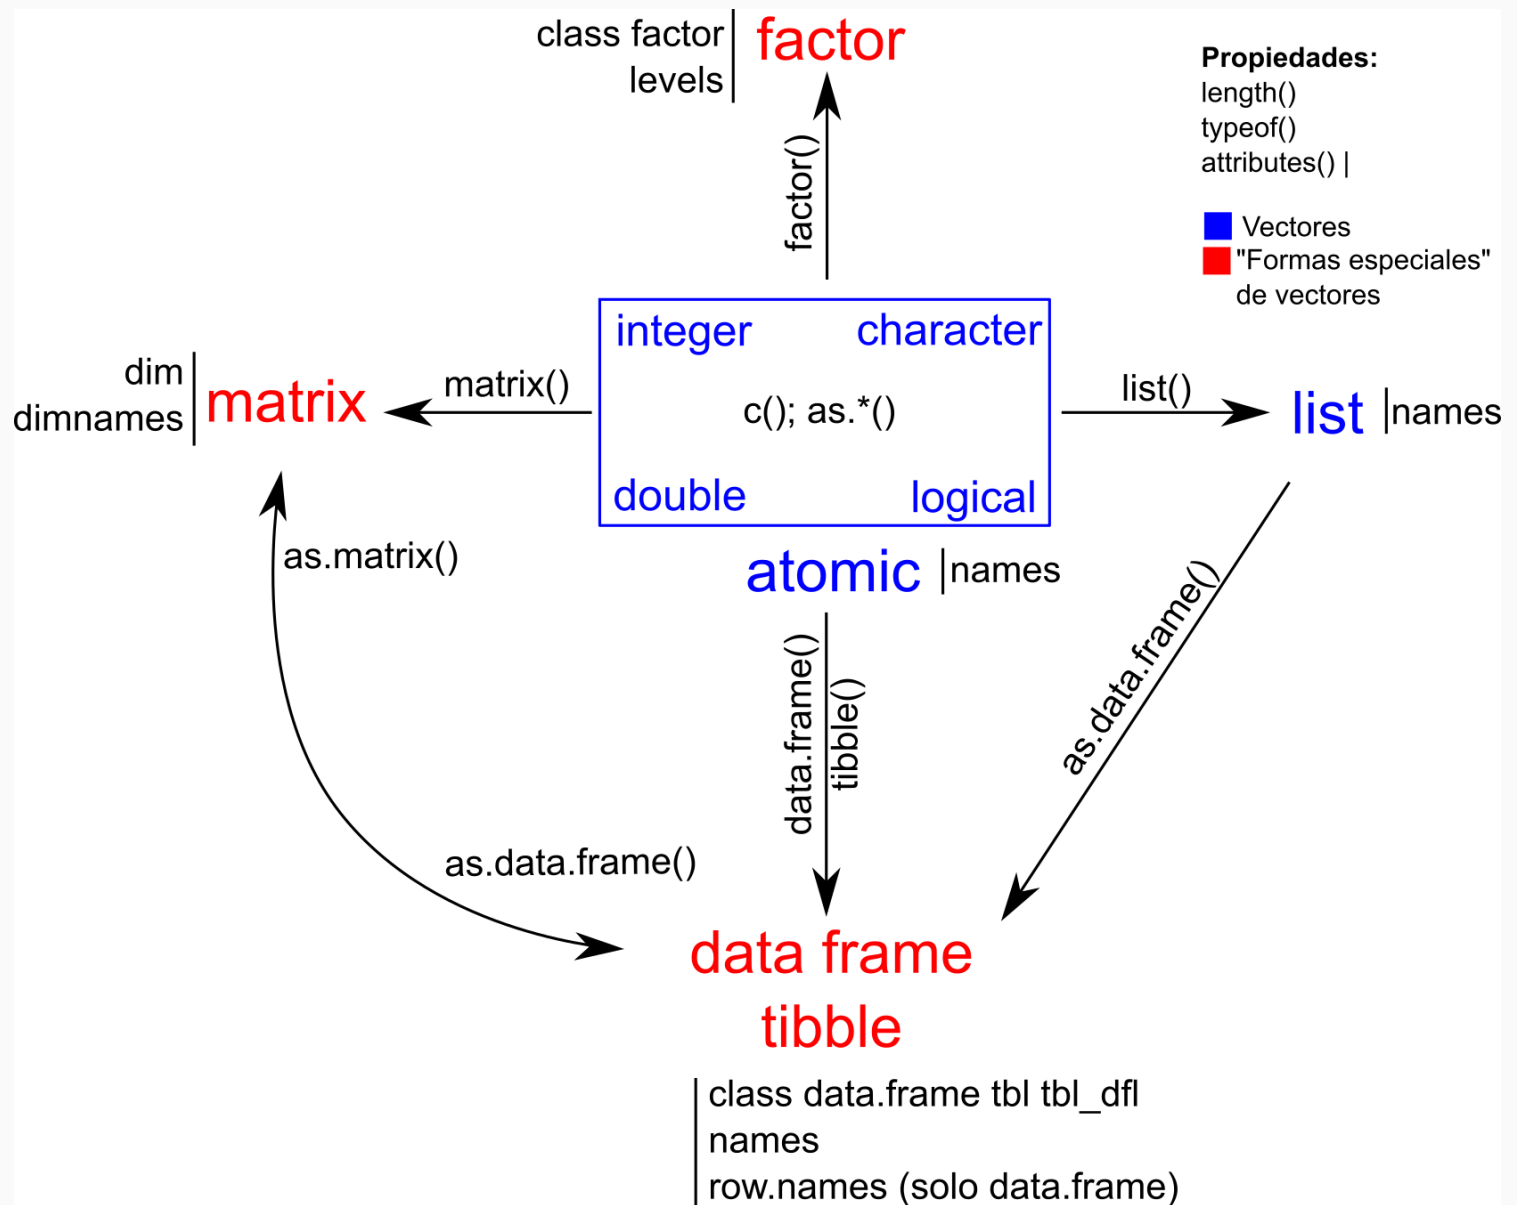 class factor
levels
factor
Propiedades:
length()
typeof()
attributes() |
Vectores
"Formas especiales"
de vectores
factor()
integer
character
c(); as.*()
double
logical
atomic
names
dim
dimnames
matrix
matrix()
list()
list
names
as.matrix()
as.data.frame()
data.frame()
tibble()
as.data.frame()
data frame
tibble
class data.frame tbl tbl_dfl
names
row.names (solo data.frame)